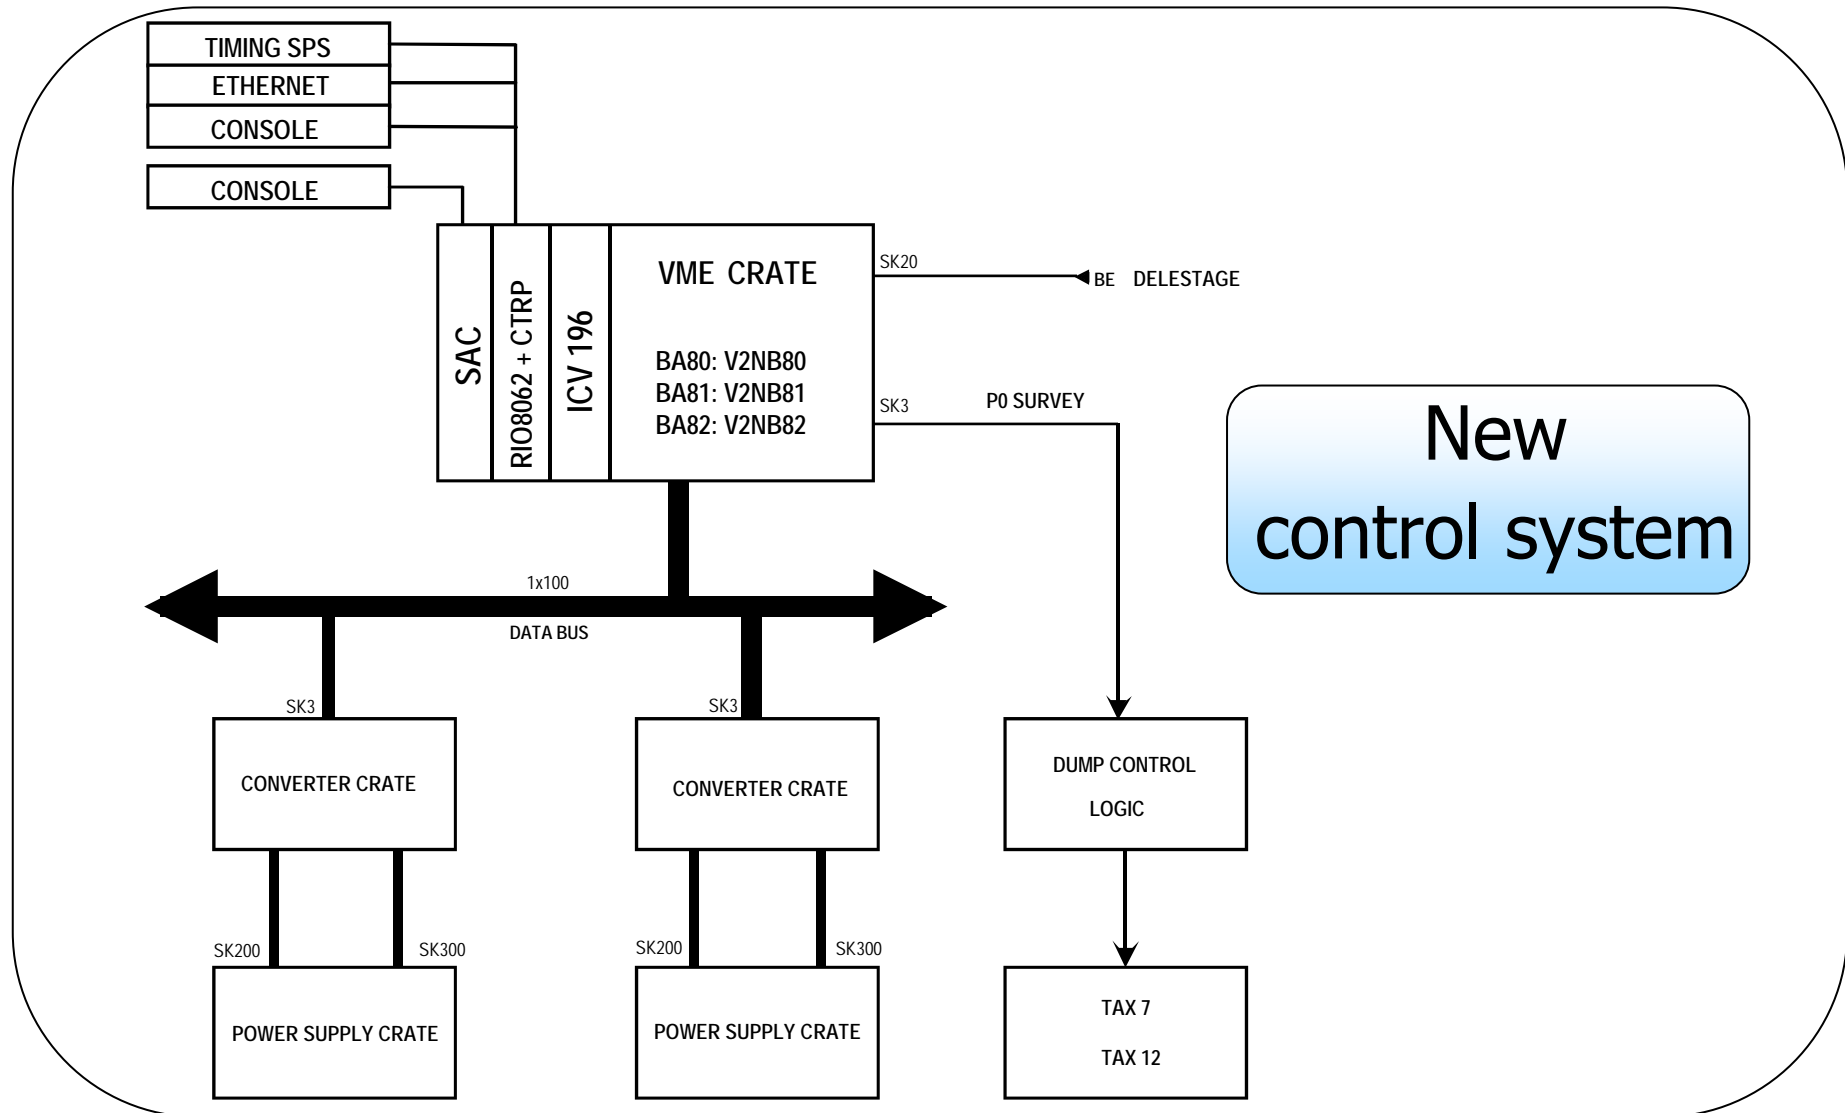 TIMING SPS
ETHERNET
CONSOLE
CONSOLE
SAC
RIO8062 + CTRP
ICV 196
VME CRATE
BA80: V2NB80
BA81: V2NB81
BA82: V2NB82
SK20
BE DELESTAGE
SK3
P0 SURVEY
New
control system
1x100
DATA BUS
SK3
SK3
CONVERTER CRATE
CONVERTER CRATE
DUMP CONTROL
LOGIC
SK200
SK300
SK200
SK300
POWER SUPPLY CRATE
POWER SUPPLY CRATE
TAX 7
TAX 12